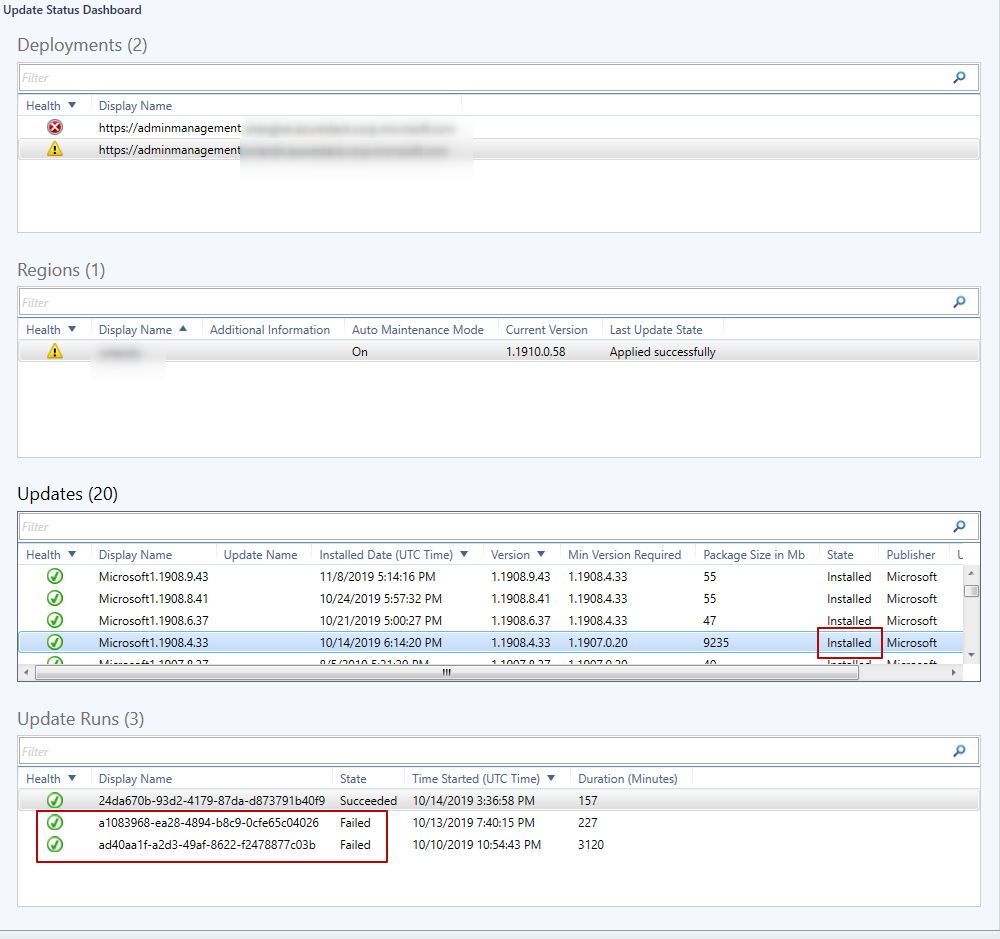 Update Status Dashboard
Deployments (2)
Filter
Health Display Name
https://adminmanagement
https://adminmanagement
Regions (1)
Filter
Health Display Name Additional Information Auto Maintenance Mode Current Version Last Update State
On 1.1910.0.58 Applied successfully
Updates (20)
Filter
Health Display Name Update Name Installed Date (UTC Time) Version Min Version Required Package Size in Mb State Publisher U
Microsoft1.1908.9.43 11/8/2019 5:14:16 PM 1.1908.9.43 1.1908.4.33 55 Installed Microsoft
Microsoft1.1908.8.41 10/24/2019 5:57:32 PM 1.1908.8.41 1.1908.4.33 55 Installed Microsoft
Microsoft1.1908.6.37 10/21/2019 5:00:27 PM 1.1908.6.37 1.1908.4.33 47 Installed Microsoft
Microsoft1.1908.4.33 10/14/2019 6:14:20 PM 1.1908.4.33 1.1907.0.20 9235 Installed Microsoft
Update Runs (3)
Filter
Health Display Name State Time Started (UTC Time) Duration (Minutes)
24da670b-93d2-4179-87da-d873791b40f9 Succeeded 10/14/2019 3:36:58 PM 157
a1083968-ea28-4894-b8c9-0cfe65c04026 Failed 10/13/2019 7:40:15 PM 227
ad40aa1f-a2d3-49af-8622-f2478877c03b Failed 10/10/2019 10:54:43 PM 3120